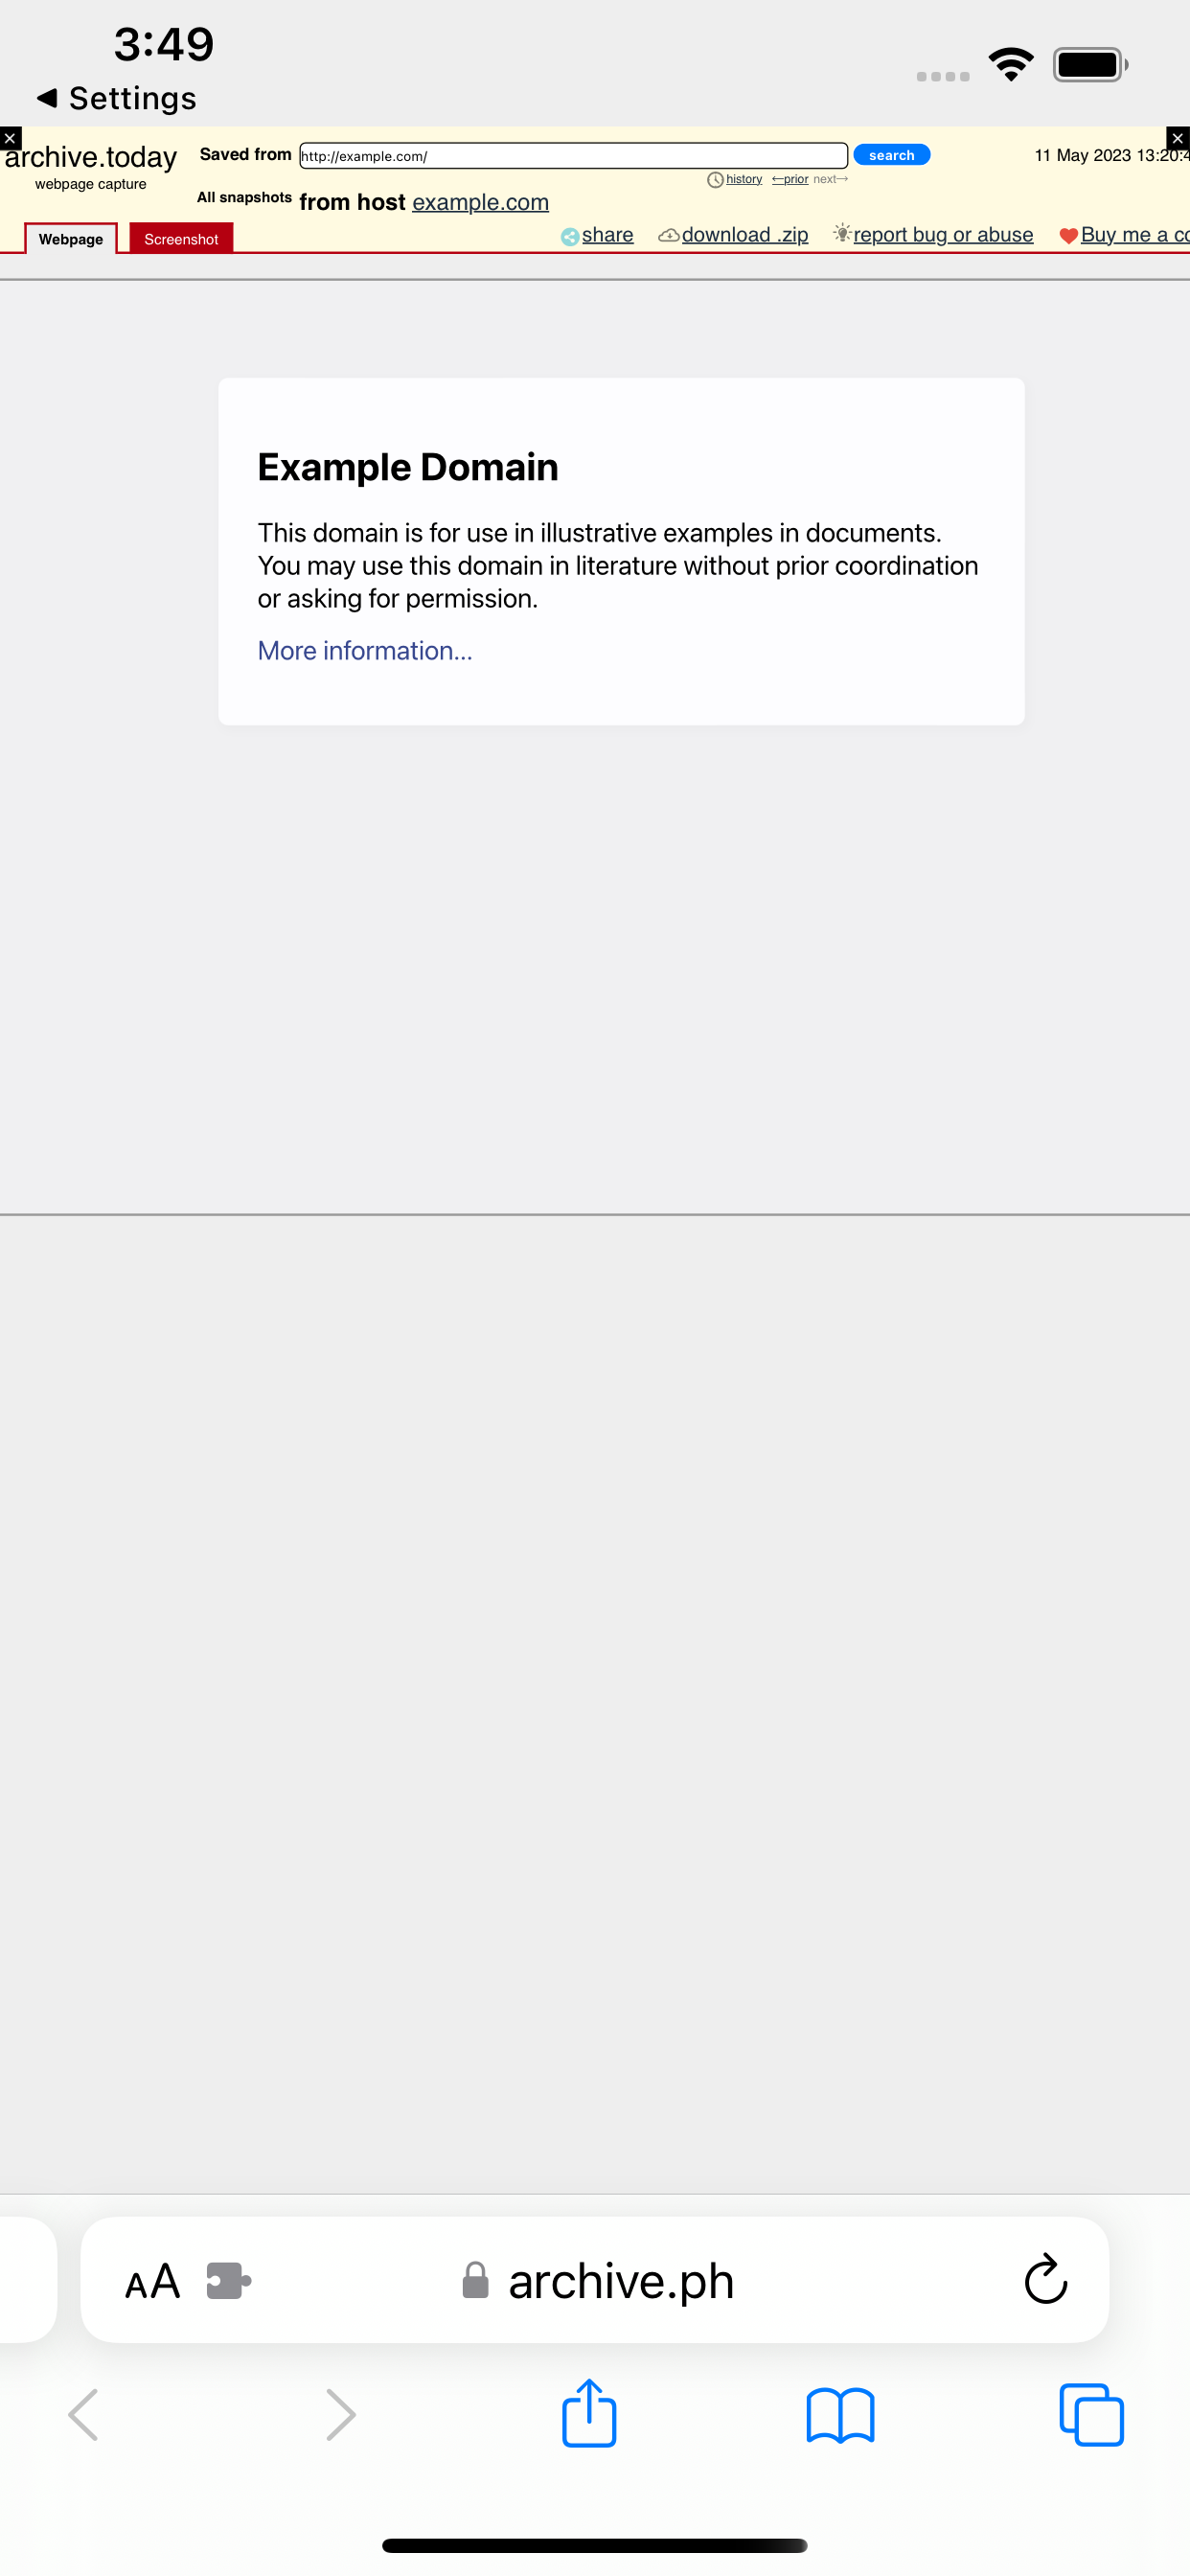 3:49
◀ Settings
archive.today
webpage capture
Saved from http://example.com/ search 11 May 2023 13:20:4
history ←prior next→
All snapshots from host example.com
Webpage Screenshot share download .zip report bug or abuse Buy me a co
Example Domain
This domain is for use in illustrative examples in documents.
You may use this domain in literature without prior coordination
or asking for permission.
More information...
AA archive.ph